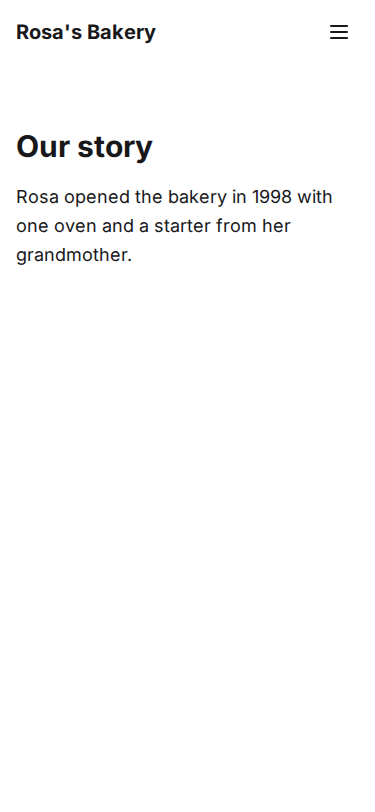 Rosa's Bakery
Our story
Rosa opened the bakery in 1998 with
one oven and a starter from her
grandmother.